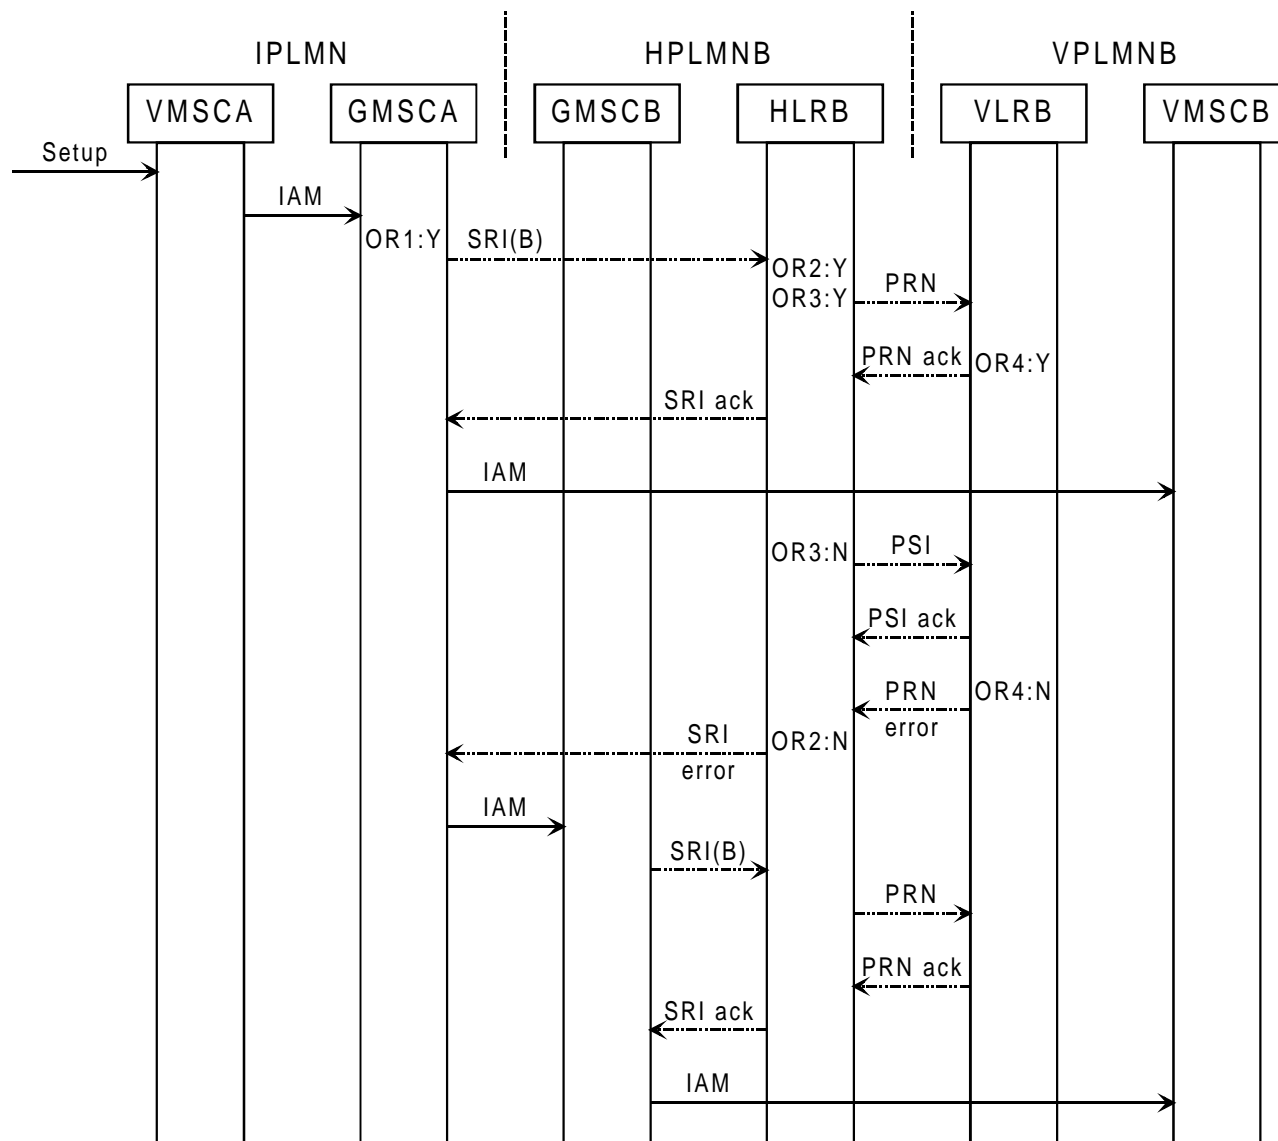 IPLMN HPLMNB VPLMNB
VMSCA GMSCA GMSCB HLRB VLRB VMSCB
Setup
IAM
OR1:Y SRI(B)
OR2:Y
PRN
OR3:Y
PRN ack OR4:Y
SRI ack
IAM
OR3:N PSI
PSI ack
PRN OR4:N
error
SRI OR2:N
error
IAM
SRI(B)
PRN
PRN ack
SRI ack
IAM